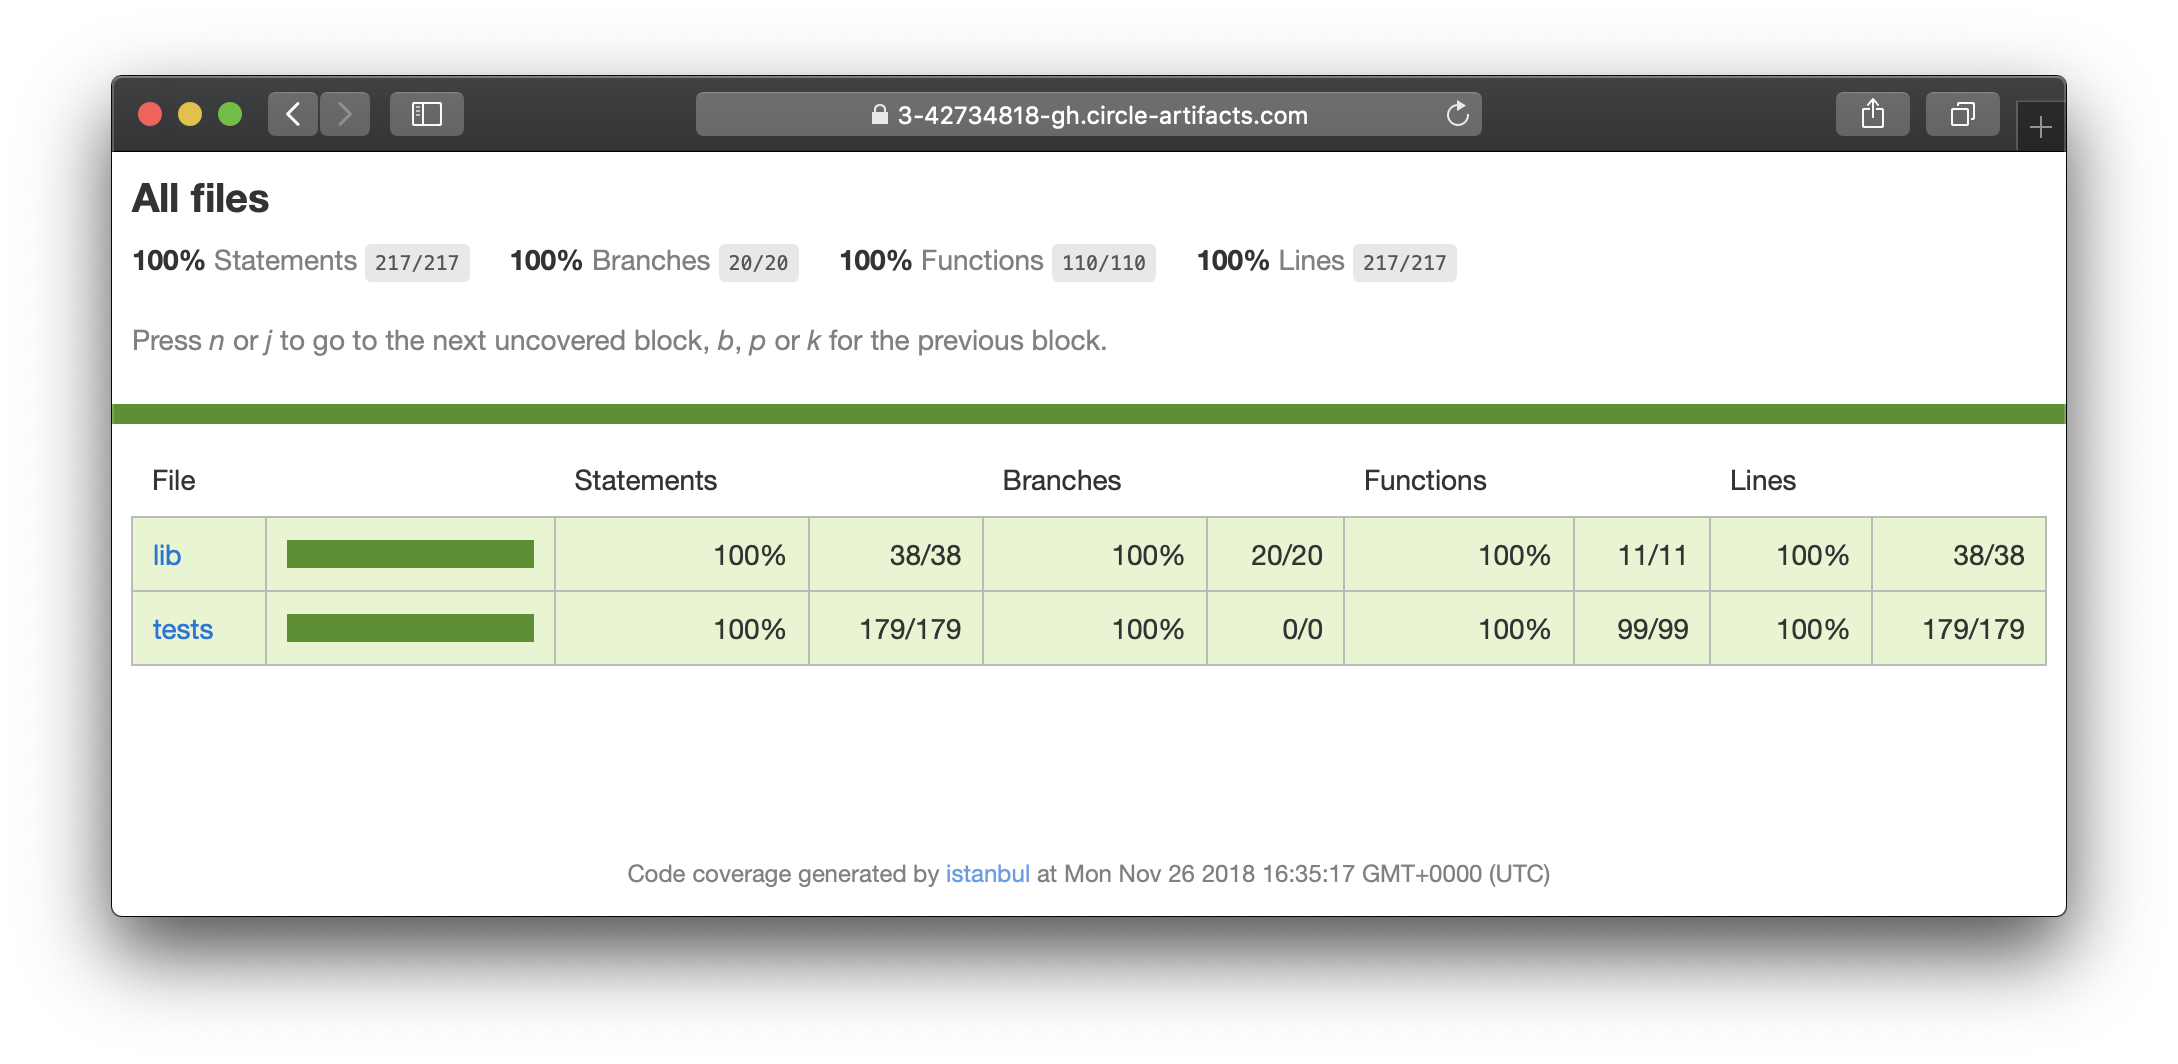 3-42734818-gh.circle-artifacts.com
All files
100% Statements 217/217 100% Branches 20/20 100% Functions 110/110 100% Lines 217/217
Press n or j to go to the next uncovered block, b, p or k for the previous block.
File Statements Branches Functions Lines
lib 100% 38/38 100% 20/20 100% 11/11 100% 38/38
tests 100% 179/179 100% 0/0 100% 99/99 100% 179/179
Code coverage generated by istanbul at Mon Nov 26 2018 16:35:17 GMT+0000 (UTC)